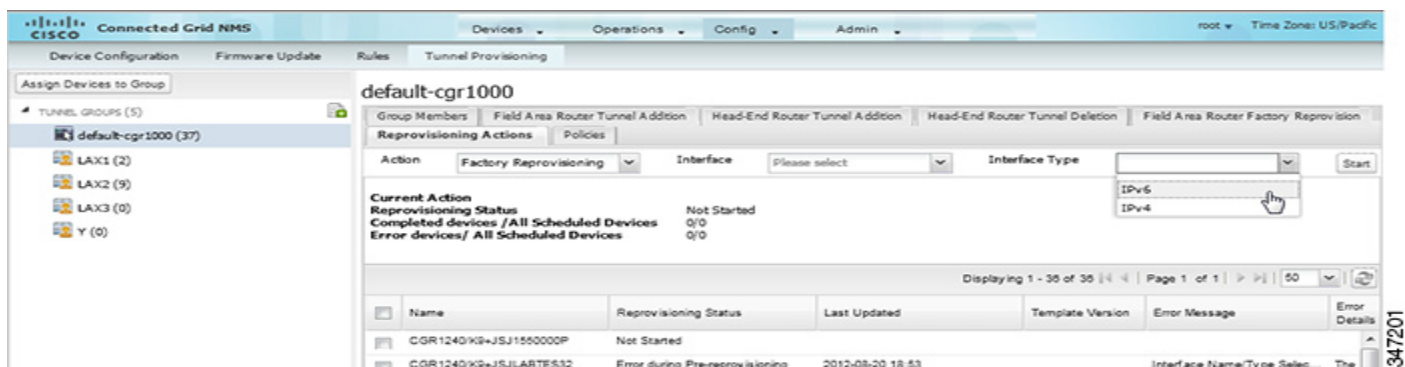 CISCO Connected Grid NMS
Devices Operations Config Admin
root Time Zone: US/Pacific
Device Configuration Firmware Update Rules Tunnel Provisioning
Assign Devices to Group
TUNNEL GROUPS (5)
default-cgr1000 (37)
LAX1 (2)
LAX2 (9)
LAX3 (0)
Y (0)
default-cgr1000
Group Members Field Area Router Tunnel Addition Head-End Router Tunnel Addition Head-End Router Tunnel Deletion Field Area Router Factory Reprovision
Reprovisioning Actions Policies
Action Factory Reprovisioning Interface Please select Interface Type Start
IPv6
IPv4
Current Action
Reprovisioning Status Not Started
Completed devices /All Scheduled Devices 0/0
Error devices/ All Scheduled Devices 0/0
Displaying 1 - 36 of 36 Page 1 of 1 50
Name Reprovisioning Status Last Updated Template Version Error Message Error Details
CGR1240/K9+JSJ1560000P Not Started
CGR1240/K9+JSJLABTES32 Error during Pre-reprovisioning 2012-08-20 18:53 Interface Name/Type Selec... The
347201